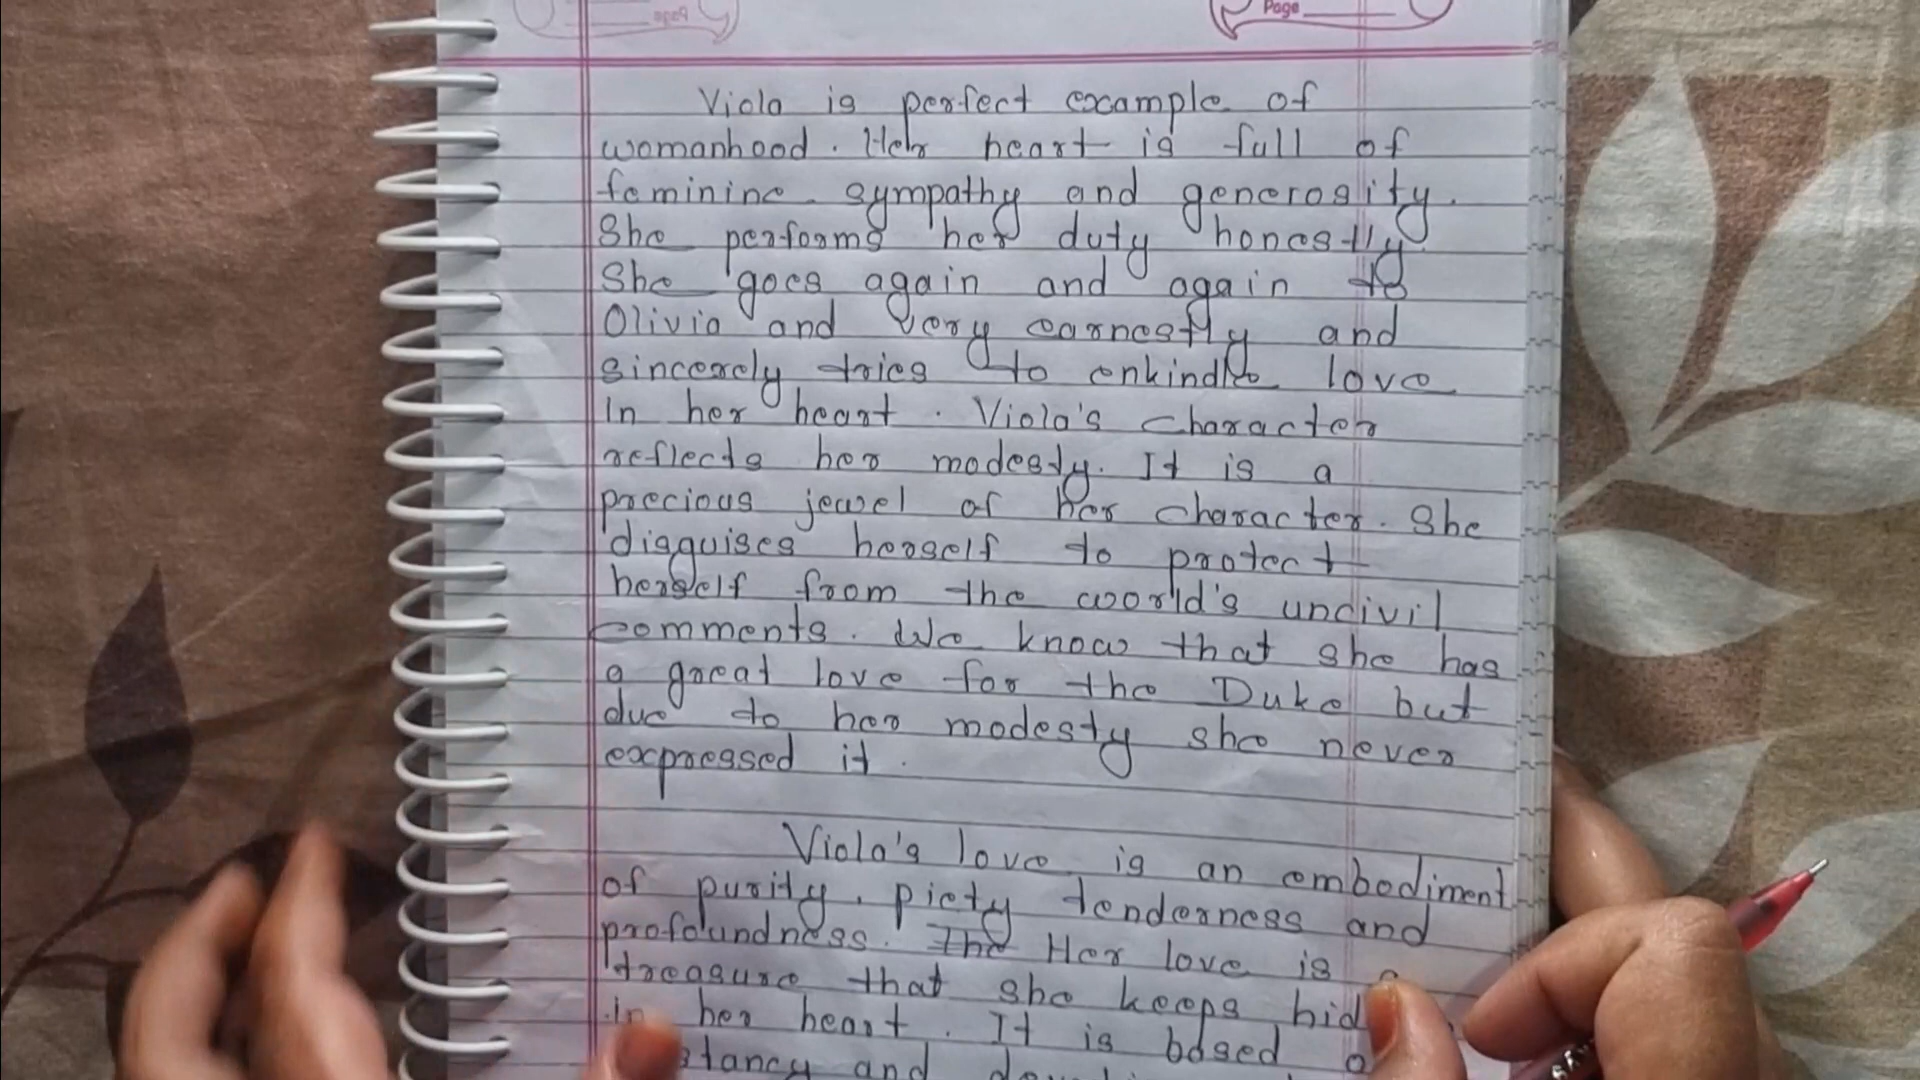 Page
Viola is perfect example of
womanhood. Her heart is full of
feminine sympathy and generosity.
She performs her duty honestly.
She goes again and again to
Olivia and very earnestly and
sincerely tries to enkindle love
in her heart. Viola's character
reflects her modesty. It is a
precious jewel of her character. She
disguises herself to protect
herself from the world's uncivil
comments. We know that she has
a great love for the Duke but
due to her modesty she never
expressed it.
Viola's love is an embodiment
of purity, piety tenderness and
profoundness. The Her love is a
treasure that she keeps hid
in her heart. It is based
and